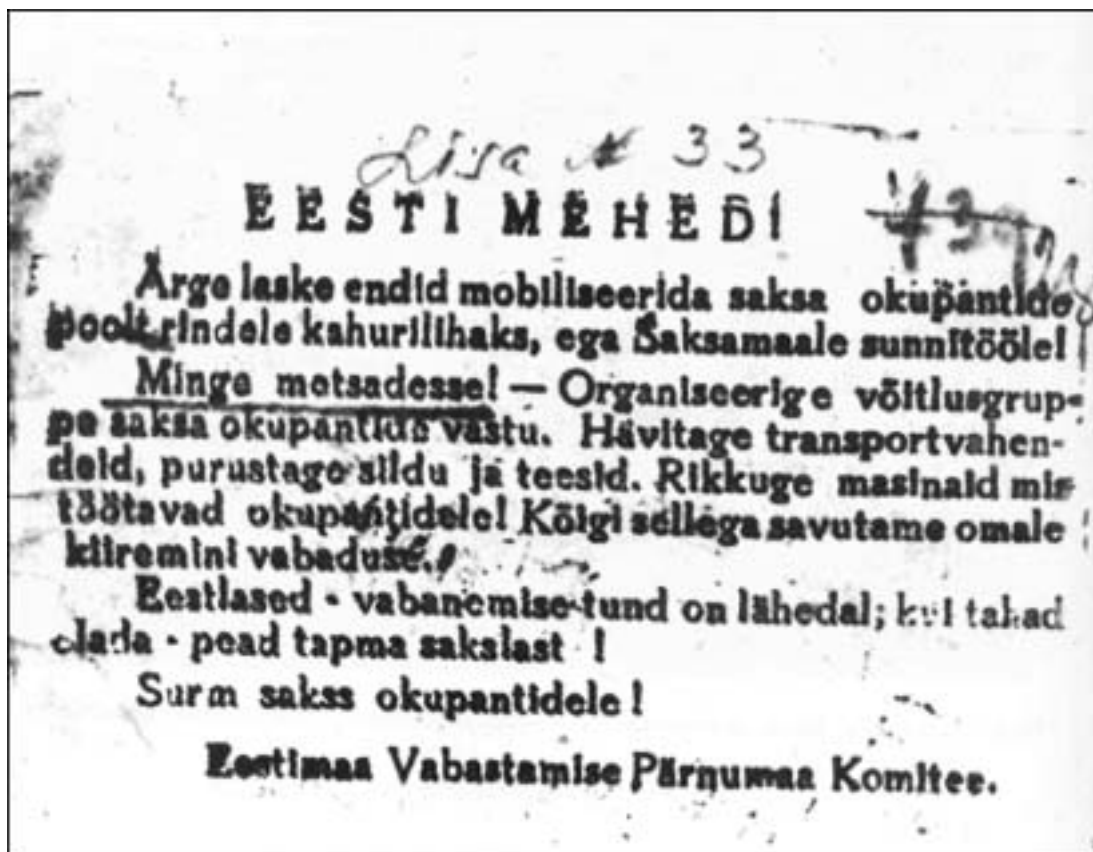 Lisa № 33
EESTI MEHED!
Ärge laske endid mobiliseerida saksa okupantide
poolt rindele kahurilihaks, ega Saksamaale sunnitööle!
Minge metsadesse! — Organiseerige võitlusgrup-
pe saksa okupantide vastu. Hävitage transportvahen-
deid, purustage sildu ja teesid. Rikkuge masinaid mis
töötavad okupantidele! Kõigi sellega savutame omale
kiiremini vabaduse.
Eestlased - vabanemise tund on lähedal; kui tahad
elada - pead tapma sakslast !
Surm sakss okupantidele!
Eestimaa Vabastamise Pärnumaa Komitee.